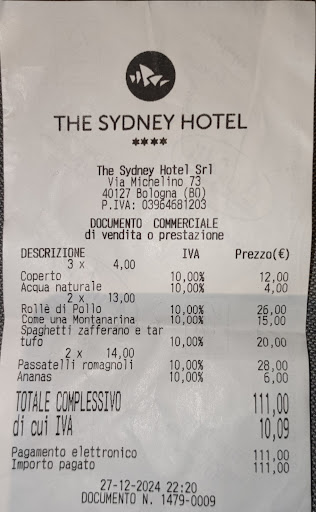 THE SYDNEY HOTEL
★★★★
The Sydney Hotel Srl
Via Michelino 73
40127 Bologna (BO)
P.IVA: 03964681203
DOCUMENTO COMMERCIALE
di vendita o prestazione
DESCRIZIONE IVA Prezzo(€)
3 x 4,00
Coperto 10,00% 12,00
Acqua naturale 10,00% 4,00
2 x 13,00
Rollè di Pollo 10,00% 26,00
Come una Montanarina 10,00% 15,00
Spaghetti zafferano e tar
tufo 10,00% 20,00
2 x 14,00
Passatelli romagnoli 10,00% 28,00
Ananas 10,00% 6,00
TOTALE COMPLESSIVO 111,00
di cui IVA 10,09
Pagamento elettronico 111,00
Importo pagato 111,00
27-12-2024 22:20
DOCUMENTO N. 1479-0009